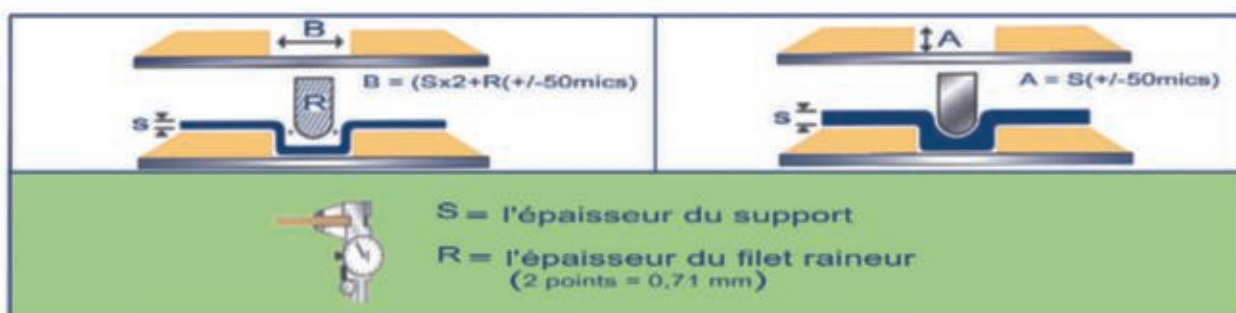 B
B = (Sx2+R(+/-50mics)
R
S
A
A = S(+/-50mics)
S
S = l'épaisseur du support
R = l'épaisseur du filet raineur
(2 points = 0,71 mm)